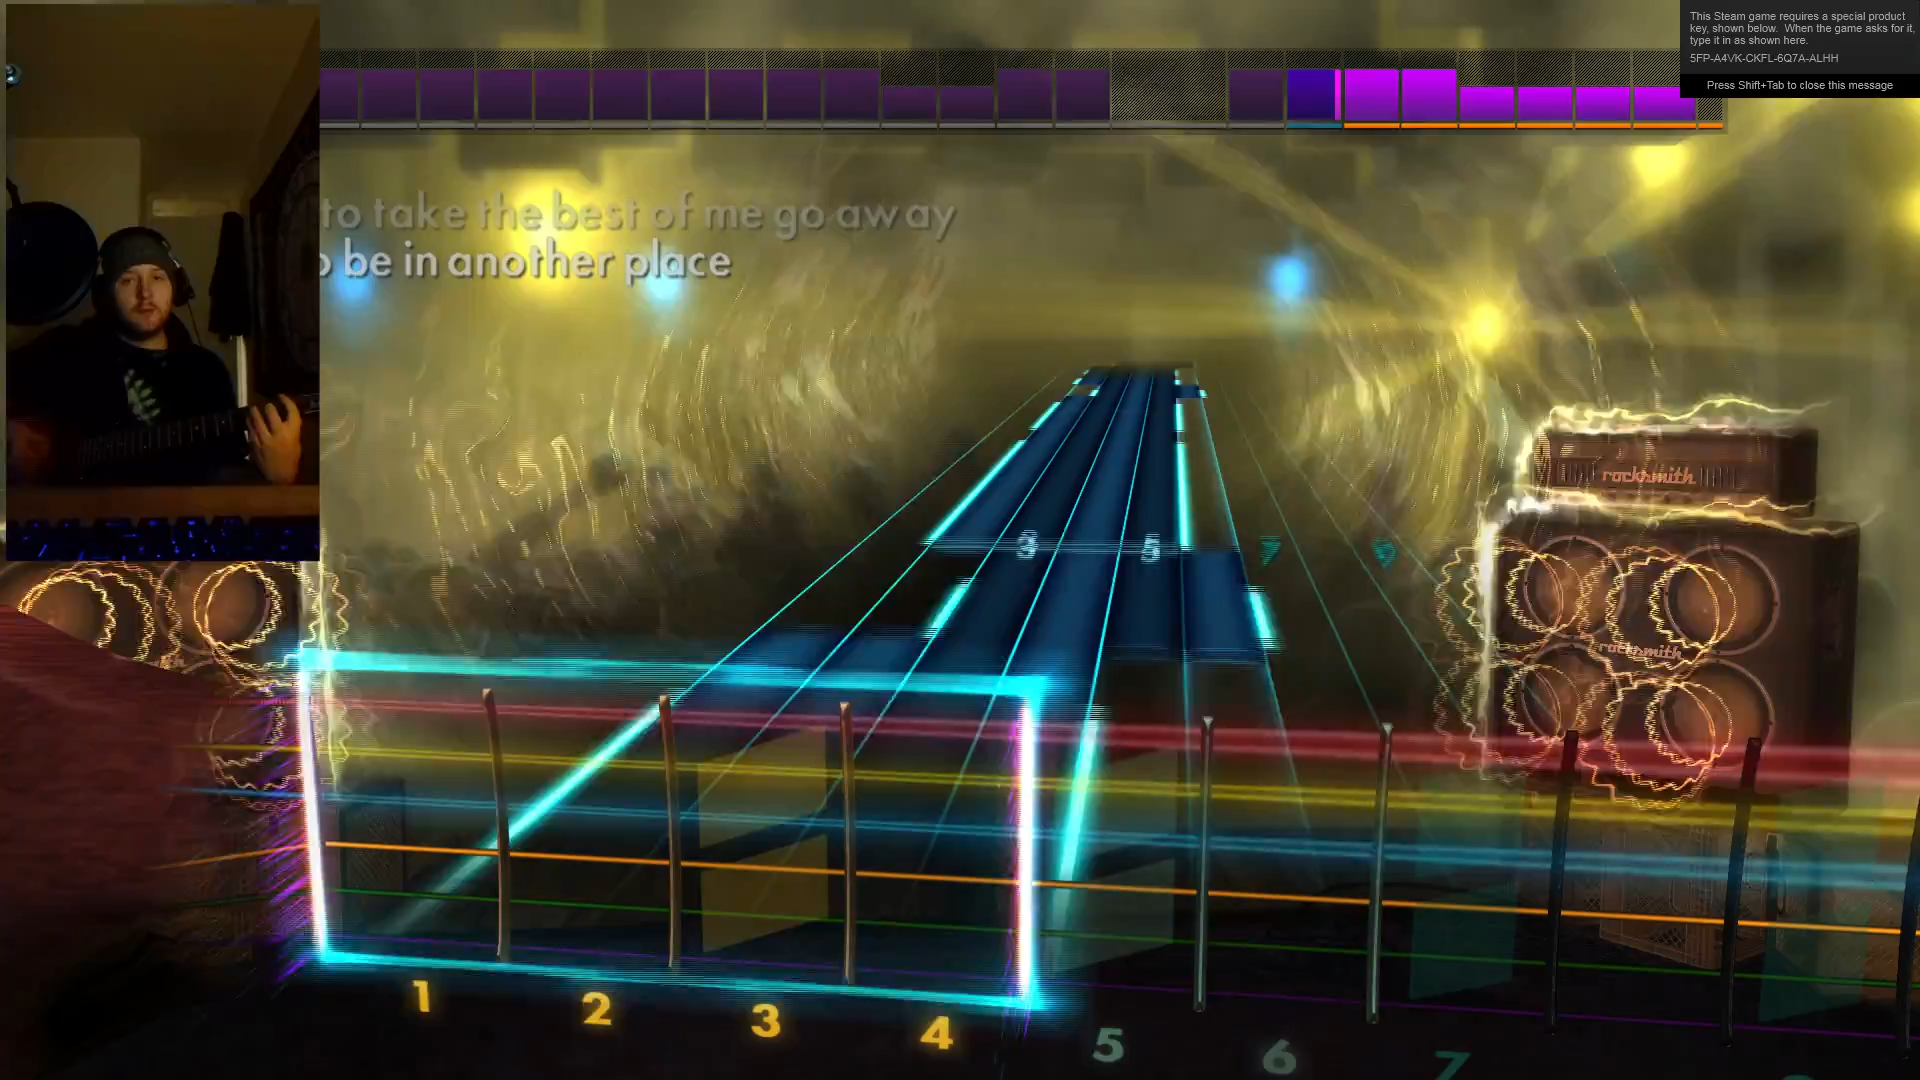 This Steam game requires a special product
key, shown below. When the game asks for it,
type it in as shown here.
5FP-A4VK-CKFL-6Q7A-ALHH
Press Shift+Tab to close this message
to take the best of me go away
be in another place
rocksmith
rocksmith
7
9
1
2
3
4
5
6
7